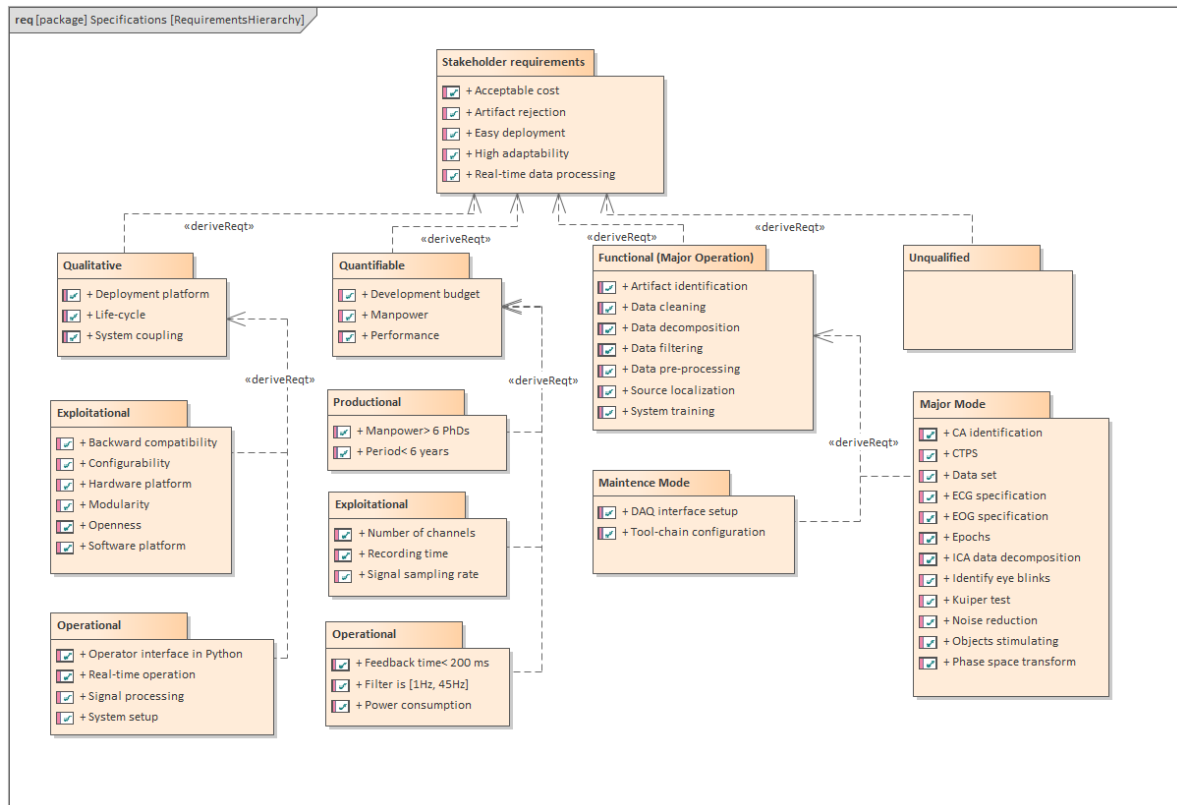 req [package] Specifications [RequirementsHierarchy]
Stakeholder requirements
+ Acceptable cost
+ Artifact rejection
+ Easy deployment
+ High adaptability
+ Real-time data processing
«deriveReqt»
«deriveReqt»
«deriveReqt»
«deriveReqt»
Qualitative
+ Deployment platform
+ Life-cycle
+ System coupling
Quantifiable
+ Development budget
+ Manpower
+ Performance
Functional (Major Operation)
+ Artifact identification
+ Data cleaning
+ Data decomposition
+ Data filtering
+ Data pre-processing
+ Source localization
+ System training
Unqualified
«deriveReqt»
«deriveReqt»
«deriveReqt»
Exploitational
+ Backward compatibility
+ Configurability
+ Hardware platform
+ Modularity
+ Openness
+ Software platform
Productional
+ Manpower> 6 PhDs
+ Period< 6 years
Exploitational
+ Number of channels
+ Recording time
+ Signal sampling rate
Maintence Mode
+ DAQ interface setup
+ Tool-chain configuration
Major Mode
+ CA identification
+ CTPS
+ Data set
+ ECG specification
+ EOG specification
+ Epochs
+ ICA data decomposition
+ Identify eye blinks
+ Kuiper test
+ Noise reduction
+ Objects stimulating
+ Phase space transform
Operational
+ Operator interface in Python
+ Real-time operation
+ Signal processing
+ System setup
Operational
+ Feedback time< 200 ms
+ Filter is [1Hz, 45Hz]
+ Power consumption